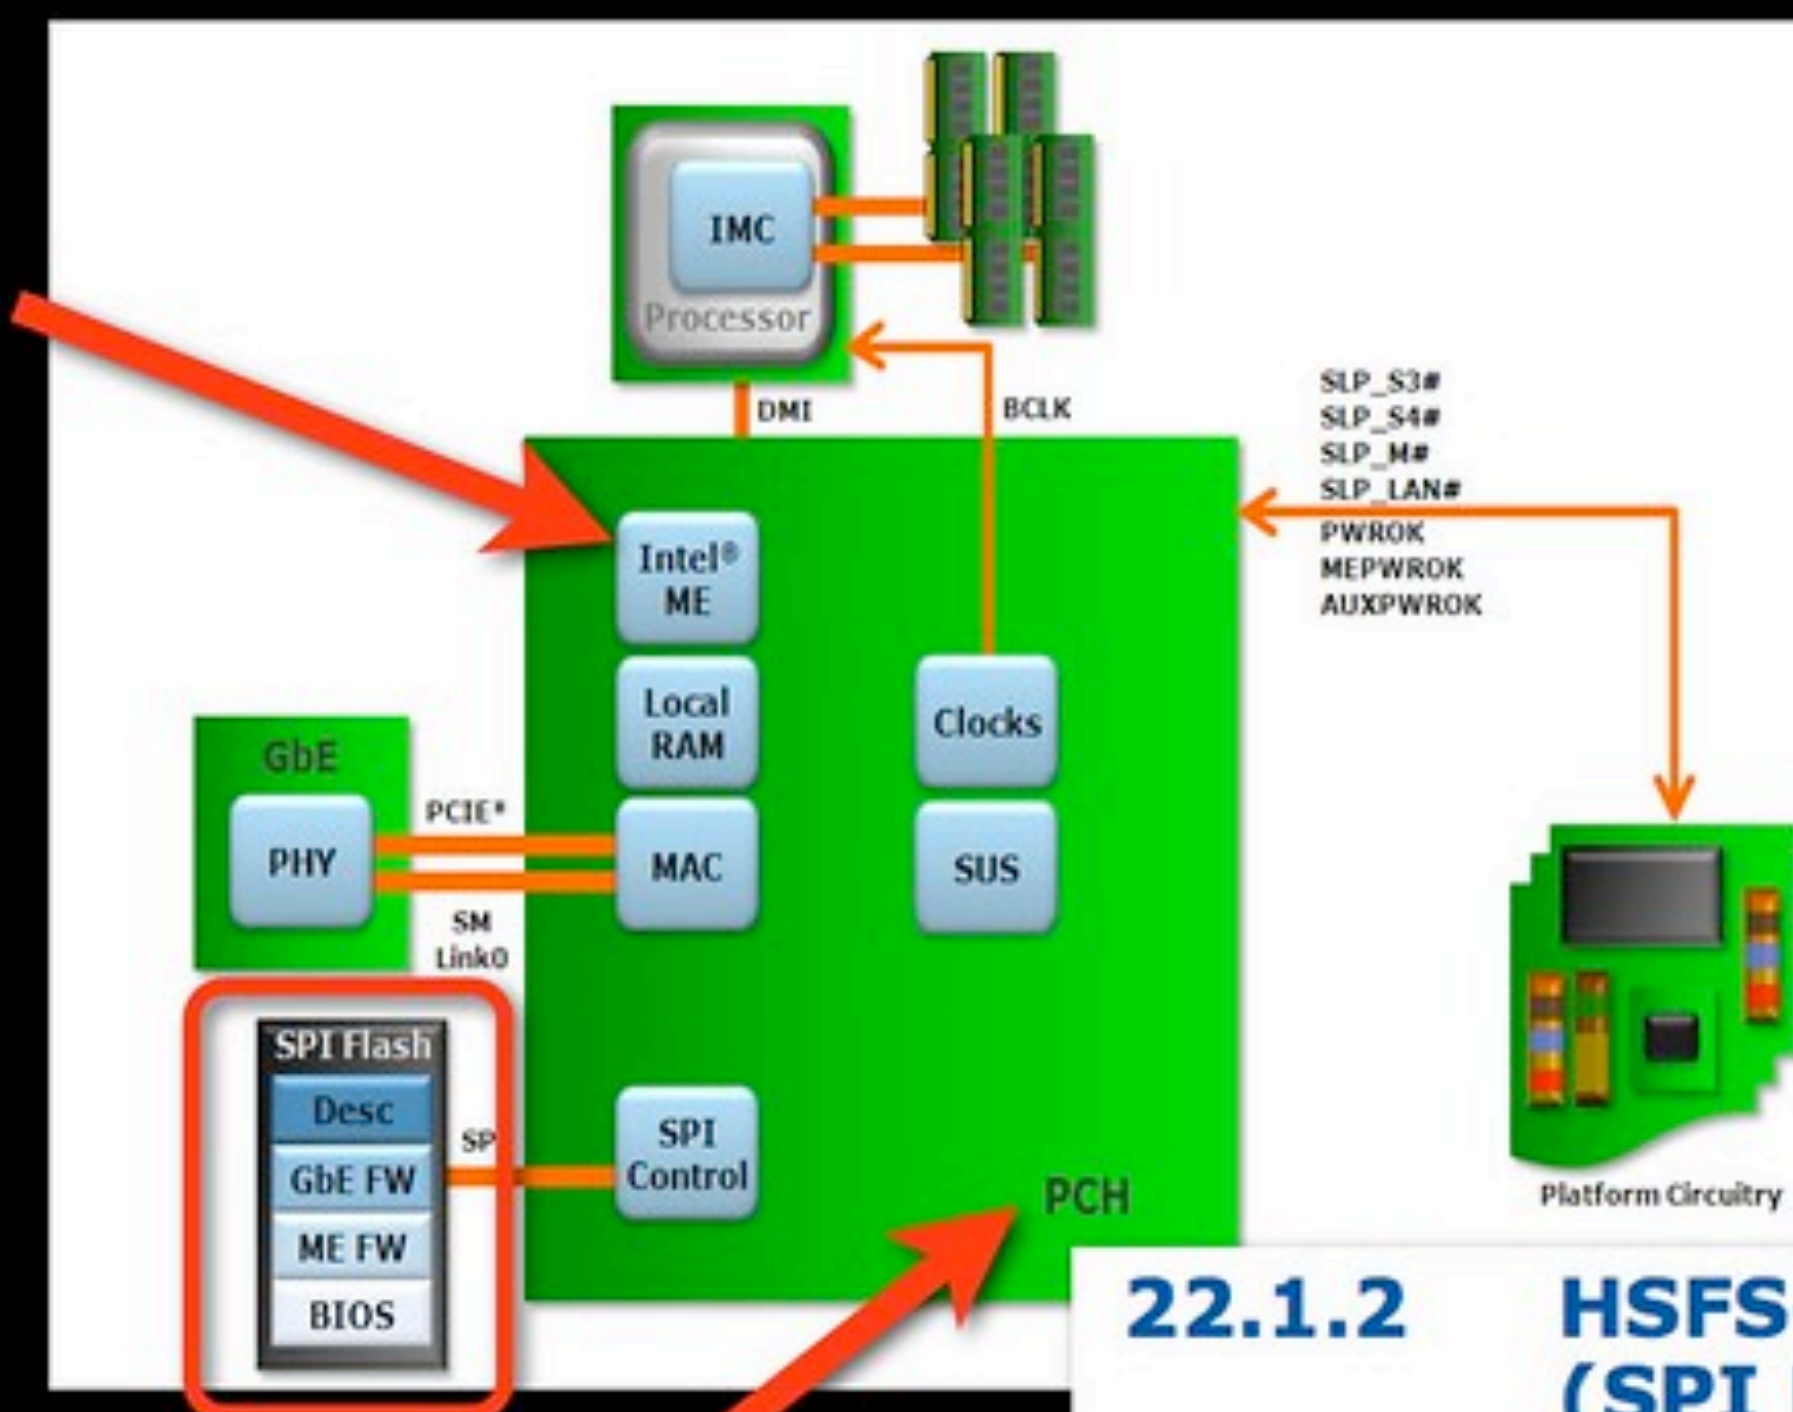 IMC
Processor
DMI
BCLK
SLP_S3#
SLP_S4#
SLP_M#
SLP_LAN#
PWROK
MEPWROK
AUXPWROK
Intel®
ME
Local
RAM
Clocks
GbE
PHY
PCIE*
SM
Link0
MAC
SUS
SPI Flash
Desc
GbE FW
ME FW
BIOS
SP
SPI
Control
PCH
Platform Circuitry
22.1.2 HSFS
(SPI